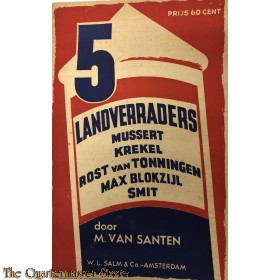 PRIJS 60 CENT
5
LANDVERRADERS
MUSSERT
KREKEL
ROST VAN TONNINGEN
MAX BLOKZIJL
SMIT
door
M. VAN SANTEN
W. L. SALM & Co. - AMSTERDAM
The Quartermaster Store